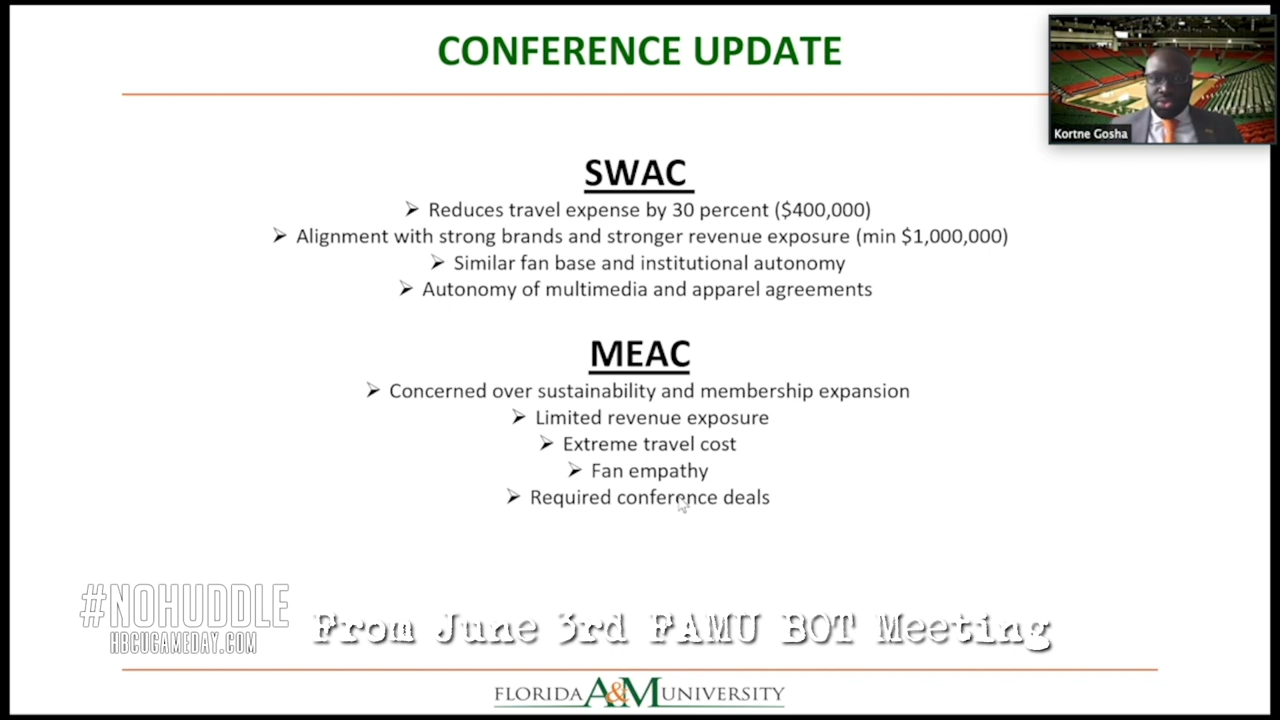 CONFERENCE UPDATE
Kortne Gosha
SWAC
➢ Reduces travel expense by 30 percent ($400,000)
➢ Alignment with strong brands and stronger revenue exposure (min $1,000,000)
➢ Similar fan base and institutional autonomy
➢ Autonomy of multimedia and apparel agreements
MEAC
➢ Concerned over sustainability and membership expansion
➢ Limited revenue exposure
➢ Extreme travel cost
➢ Fan empathy
➢ Required conference deals
#NOHUDDLE
HBCUGAMEDAY.COM
From June 3rd FAMU BOT Meeting
FLORIDA A&M UNIVERSITY